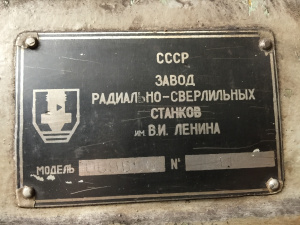 СССР
ЗАВОД
РАДИАЛЬНО-СВЕРЛИЛЬНЫХ
СТАНКОВ
ИМ. В.И. ЛЕНИНА
МОДЕЛЬ N°